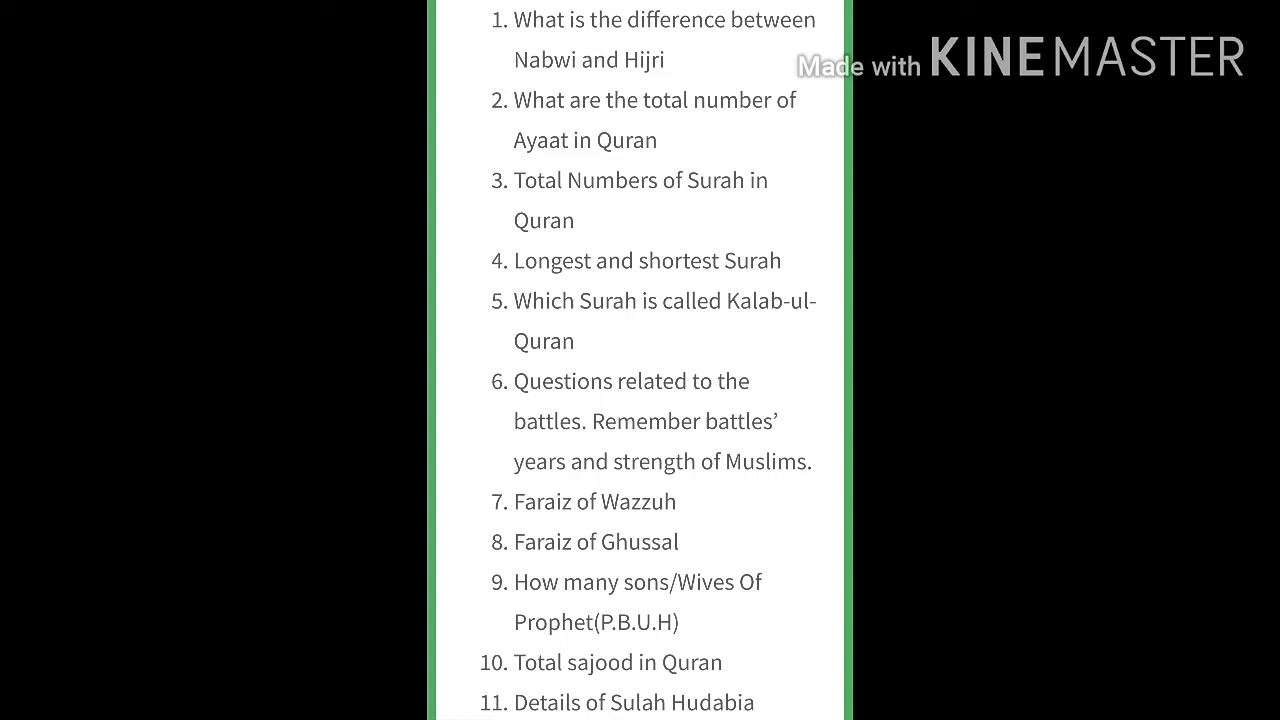 1. What is the difference between
Nabwi and Hijri
Made with KINEMASTER
2. What are the total number of
Ayaat in Quran
3. Total Numbers of Surah in
Quran
4. Longest and shortest Surah
5. Which Surah is called Kalab-ul-
Quran
6. Questions related to the
battles. Remember battles’
years and strength of Muslims.
7. Faraiz of Wazzuh
8. Faraiz of Ghussal
9. How many sons/Wives Of
Prophet(P.B.U.H)
10. Total sajood in Quran
11. Details of Sulah Hudabia